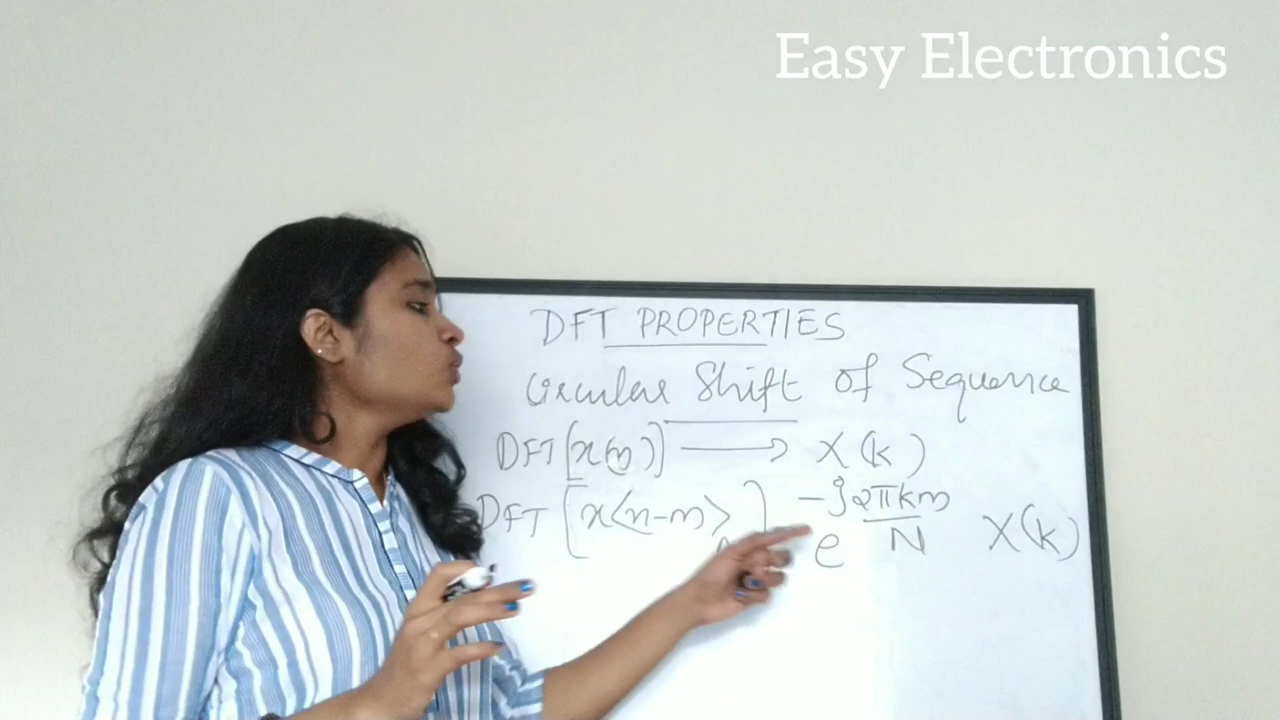 Easy Electronics
DFT PROPERTIES
Circular Shift of Sequence
DFT[x(n)] → X(k)
DFT[x<n-m>] e^{-j2πkm/N} X(k)